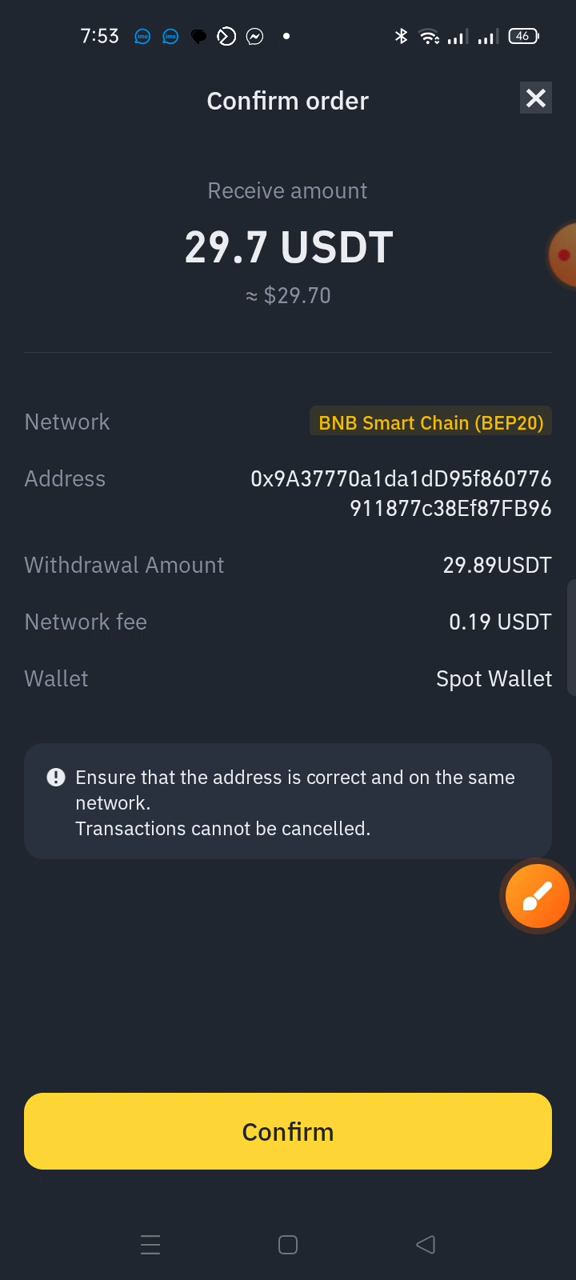 7:53
46
Confirm order
Receive amount
29.7 USDT
≈ $29.70
Network
BNB Smart Chain (BEP20)
Address
0x9A37770a1da1dD95f860776
911877c38Ef87FB96
Withdrawal Amount
29.89USDT
Network fee
0.19 USDT
Wallet
Spot Wallet
Ensure that the address is correct and on the same
network.
Transactions cannot be cancelled.
Confirm